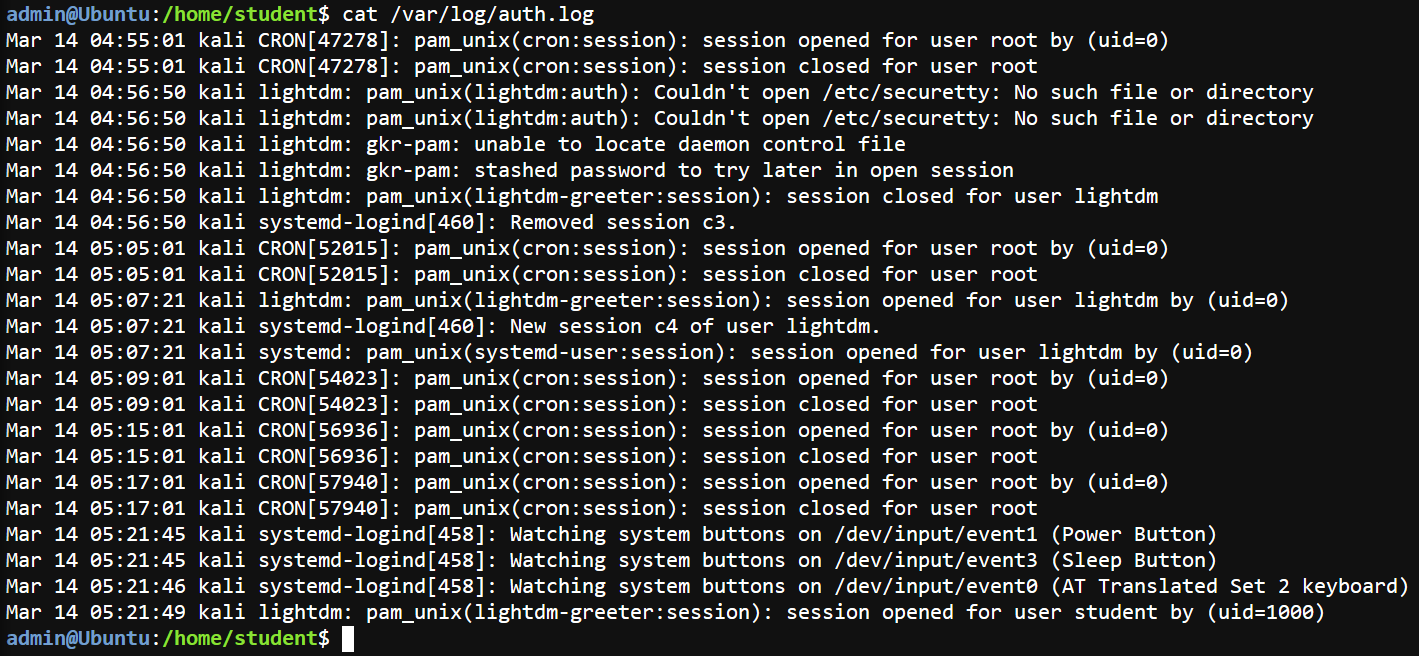 admin@Ubuntu:/home/student$ cat /var/log/auth.log
Mar 14 04:55:01 kali CRON[47278]: pam_unix(cron:session): session opened for user root by (uid=0)
Mar 14 04:55:01 kali CRON[47278]: pam_unix(cron:session): session closed for user root
Mar 14 04:56:50 kali lightdm: pam_unix(lightdm:auth): Couldn't open /etc/securetty: No such file or directory
Mar 14 04:56:50 kali lightdm: pam_unix(lightdm:auth): Couldn't open /etc/securetty: No such file or directory
Mar 14 04:56:50 kali lightdm: gkr-pam: unable to locate daemon control file
Mar 14 04:56:50 kali lightdm: gkr-pam: stashed password to try later in open session
Mar 14 04:56:50 kali lightdm: pam_unix(lightdm-greeter:session): session closed for user lightdm
Mar 14 04:56:50 kali systemd-logind[460]: Removed session c3.
Mar 14 05:05:01 kali CRON[52015]: pam_unix(cron:session): session opened for user root by (uid=0)
Mar 14 05:05:01 kali CRON[52015]: pam_unix(cron:session): session closed for user root
Mar 14 05:07:21 kali lightdm: pam_unix(lightdm-greeter:session): session opened for user lightdm by (uid=0)
Mar 14 05:07:21 kali systemd-logind[460]: New session c4 of user lightdm.
Mar 14 05:07:21 kali systemd: pam_unix(systemd-user:session): session opened for user lightdm by (uid=0)
Mar 14 05:09:01 kali CRON[54023]: pam_unix(cron:session): session opened for user root by (uid=0)
Mar 14 05:09:01 kali CRON[54023]: pam_unix(cron:session): session closed for user root
Mar 14 05:15:01 kali CRON[56936]: pam_unix(cron:session): session opened for user root by (uid=0)
Mar 14 05:15:01 kali CRON[56936]: pam_unix(cron:session): session closed for user root
Mar 14 05:17:01 kali CRON[57940]: pam_unix(cron:session): session opened for user root by (uid=0)
Mar 14 05:17:01 kali CRON[57940]: pam_unix(cron:session): session closed for user root
Mar 14 05:21:45 kali systemd-logind[458]: Watching system buttons on /dev/input/event1 (Power Button)
Mar 14 05:21:45 kali systemd-logind[458]: Watching system buttons on /dev/input/event3 (Sleep Button)
Mar 14 05:21:46 kali systemd-logind[458]: Watching system buttons on /dev/input/event0 (AT Translated Set 2 keyboard)
Mar 14 05:21:49 kali lightdm: pam_unix(lightdm-greeter:session): session opened for user student by (uid=1000)
admin@Ubuntu:/home/student$